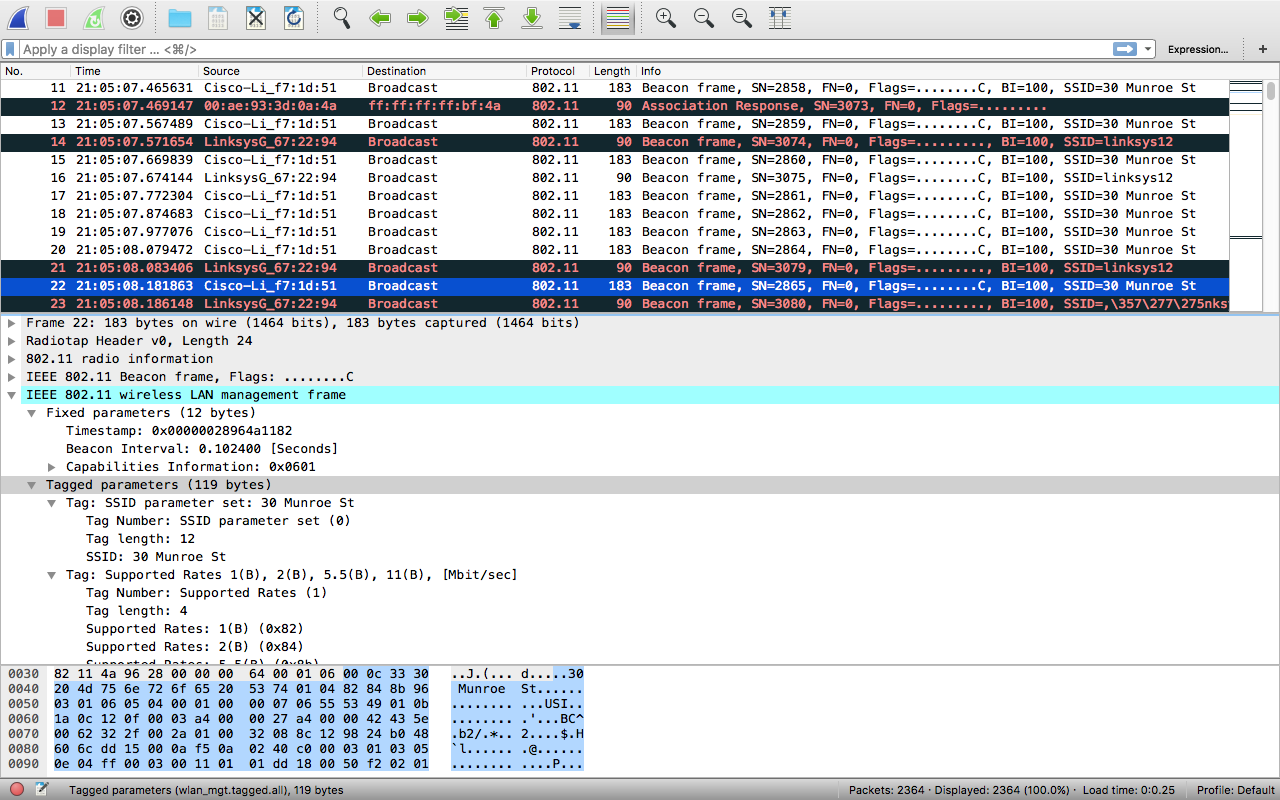 Apply a display filter ... <⌘/>
Expression...
+
No. Time Source Destination Protocol Length Info
11 21:05:07.465631 Cisco-Li_f7:1d:51 Broadcast 802.11 183 Beacon frame, SN=2858, FN=0, Flags=........C, BI=100, SSID=30 Munroe St
12 21:05:07.469147 00:ae:93:3d:0a:4a ff:ff:ff:ff:bf:4a 802.11 90 Association Response, SN=3073, FN=0, Flags=.........
13 21:05:07.567489 Cisco-Li_f7:1d:51 Broadcast 802.11 183 Beacon frame, SN=2859, FN=0, Flags=........C, BI=100, SSID=30 Munroe St
14 21:05:07.571654 LinksysG_67:22:94 Broadcast 802.11 90 Beacon frame, SN=3074, FN=0, Flags=........., BI=100, SSID=linksys12
15 21:05:07.669839 Cisco-Li_f7:1d:51 Broadcast 802.11 183 Beacon frame, SN=2860, FN=0, Flags=........C, BI=100, SSID=30 Munroe St
16 21:05:07.674144 LinksysG_67:22:94 Broadcast 802.11 90 Beacon frame, SN=3075, FN=0, Flags=........C, BI=100, SSID=linksys12
17 21:05:07.772304 Cisco-Li_f7:1d:51 Broadcast 802.11 183 Beacon frame, SN=2861, FN=0, Flags=........C, BI=100, SSID=30 Munroe St
18 21:05:07.874683 Cisco-Li_f7:1d:51 Broadcast 802.11 183 Beacon frame, SN=2862, FN=0, Flags=........C, BI=100, SSID=30 Munroe St
19 21:05:07.977076 Cisco-Li_f7:1d:51 Broadcast 802.11 183 Beacon frame, SN=2863, FN=0, Flags=........C, BI=100, SSID=30 Munroe St
20 21:05:08.079472 Cisco-Li_f7:1d:51 Broadcast 802.11 183 Beacon frame, SN=2864, FN=0, Flags=........C, BI=100, SSID=30 Munroe St
21 21:05:08.083406 LinksysG_67:22:94 Broadcast 802.11 90 Beacon frame, SN=3079, FN=0, Flags=........., BI=100, SSID=linksys12
22 21:05:08.181863 Cisco-Li_f7:1d:51 Broadcast 802.11 183 Beacon frame, SN=2865, FN=0, Flags=........C, BI=100, SSID=30 Munroe St
23 21:05:08.186148 LinksysG_67:22:94 Broadcast 802.11 90 Beacon frame, SN=3080, FN=0, Flags=........., BI=100, SSID=,\357\277\275nks
Frame 22: 183 bytes on wire (1464 bits), 183 bytes captured (1464 bits)
Radiotap Header v0, Length 24
802.11 radio information
IEEE 802.11 Beacon frame, Flags: ........C
IEEE 802.11 wireless LAN management frame
Fixed parameters (12 bytes)
Timestamp: 0x00000028964a1182
Beacon Interval: 0.102400 [Seconds]
Capabilities Information: 0x0601
Tagged parameters (119 bytes)
Tag: SSID parameter set: 30 Munroe St
Tag Number: SSID parameter set (0)
Tag length: 12
SSID: 30 Munroe St
Tag: Supported Rates 1(B), 2(B), 5.5(B), 11(B), [Mbit/sec]
Tag Number: Supported Rates (1)
Tag length: 4
Supported Rates: 1(B) (0x82)
Supported Rates: 2(B) (0x84)
Supported Rates: 5.5(B) (0x8b)
0030 82 11 4a 96 28 00 00 00 64 00 01 06 00 0c 33 30 ..J.(... d.....30
0040 20 4d 75 6e 72 6f 65 20 53 74 01 04 82 84 8b 96 Munroe St......
0050 03 01 06 05 04 00 01 00 00 07 06 55 53 49 01 0b ........ ...USI..
0060 1a 0c 12 0f 00 03 a4 00 00 27 a4 00 00 42 43 5e ........ .'...BC^
0070 00 62 32 2f 00 2a 01 00 32 08 8c 12 98 24 b0 48 .b2/.*.. 2....$.H
0080 60 6c dd 15 00 0a f5 0a 02 40 c0 00 03 01 03 05 `l...... .@......
0090 0e 04 ff 00 03 00 11 01 01 dd 18 00 50 f2 02 01 ........ ....P...
Tagged parameters (wlan_mgt.tagged.all), 119 bytes
Packets: 2364 · Displayed: 2364 (100.0%) · Load time: 0:0.25
Profile: Default